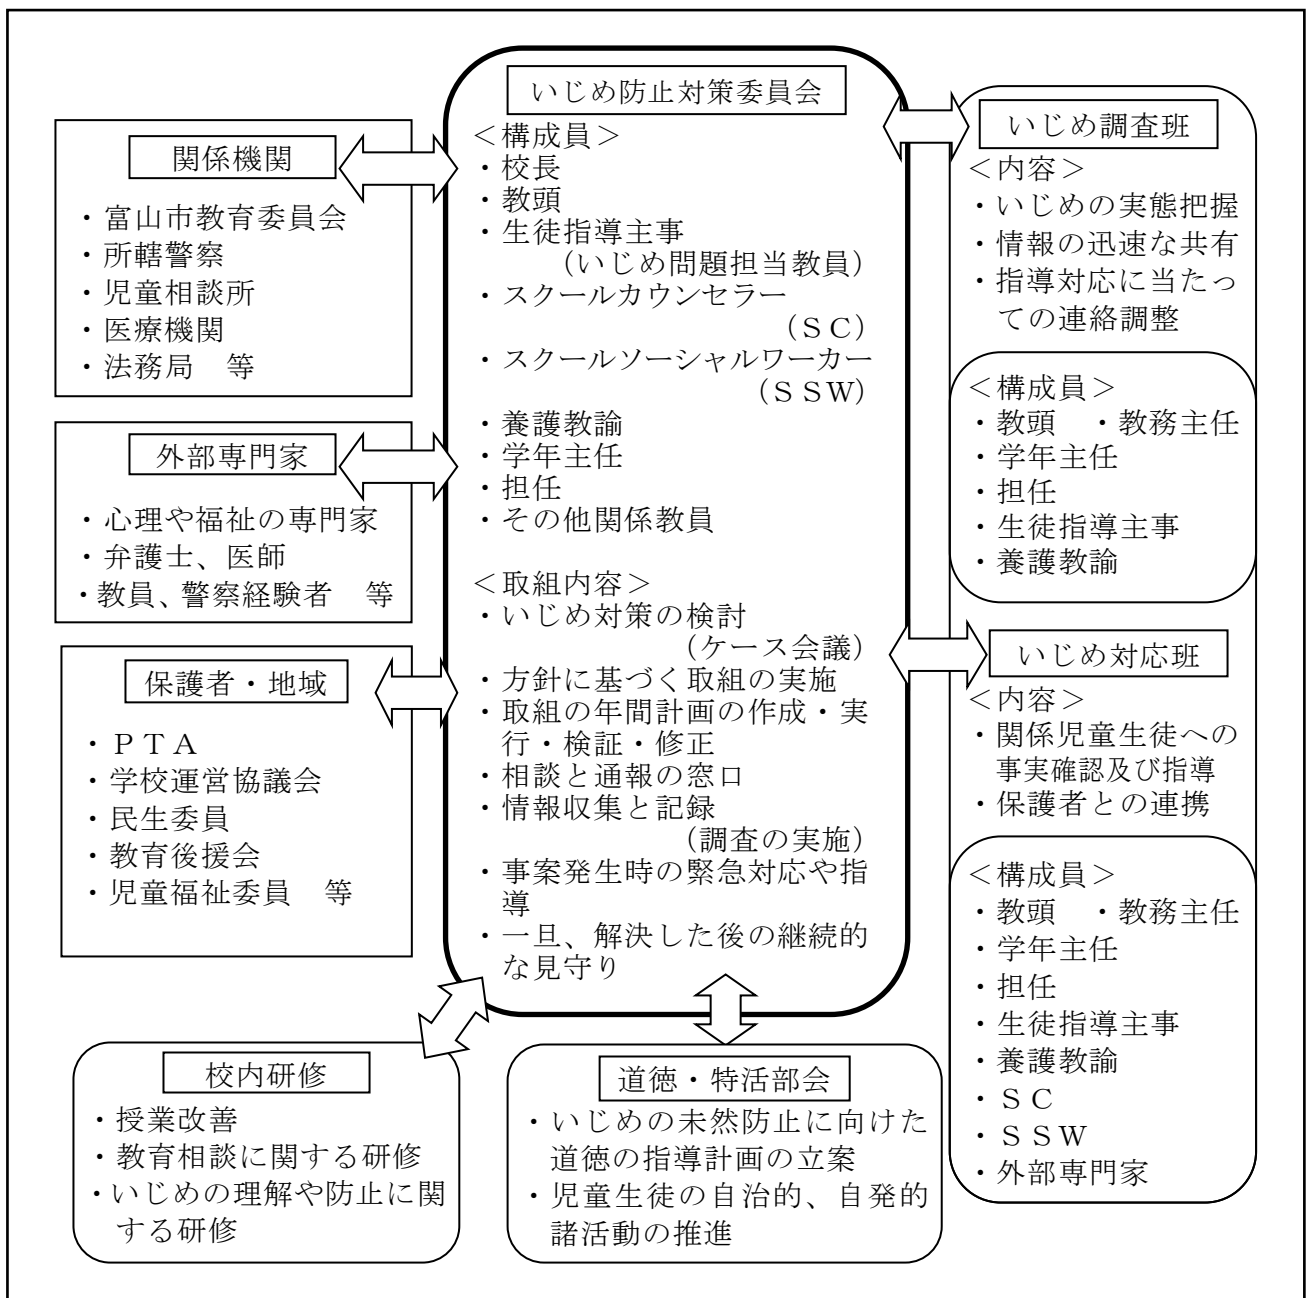 いじめ防止対策委員会
＜構成員＞
・校長
・教頭
・生徒指導主事
（いじめ問題担当教員）
・スクールカウンセラー
（ＳＣ）
・スクールソーシャルワーカー
（ＳＳＷ）
・養護教諭
・学年主任
・担任
・その他関係教員
＜取組内容＞
・いじめ対策の検討
（ケース会議）
・方針に基づく取組の実施
・取組の年間計画の作成・実
行・検証・修正
・相談と通報の窓口
・情報収集と記録
（調査の実施）
・事案発生時の緊急対応や指
導
・一旦、解決した後の継続的
な見守り
関係機関
・富山市教育委員会
・所轄警察
・児童相談所
・医療機関
・法務局　等
外部専門家
・心理や福祉の専門家
・弁護士、医師
・教員、警察経験者　等
保護者・地域
・ＰＴＡ
・学校運営協議会
・民生委員
・教育後援会
・児童福祉委員　等
いじめ調査班
＜内容＞
・いじめの実態把握
・情報の迅速な共有
・指導対応に当たっ
ての連絡調整
＜構成員＞
・教頭　・教務主任
・学年主任
・担任
・生徒指導主事
・養護教諭
いじめ対応班
＜内容＞
・関係児童生徒への
事実確認及び指導
・保護者との連携
＜構成員＞
・教頭　・教務主任
・学年主任
・担任
・生徒指導主事
・養護教諭
・ＳＣ
・ＳＳＷ
・外部専門家
校内研修
・授業改善
・教育相談に関する研修
・いじめの理解や防止に関
する研修
道徳・特活部会
・いじめの未然防止に向けた
道徳の指導計画の立案
・児童生徒の自治的、自発的
諸活動の推進